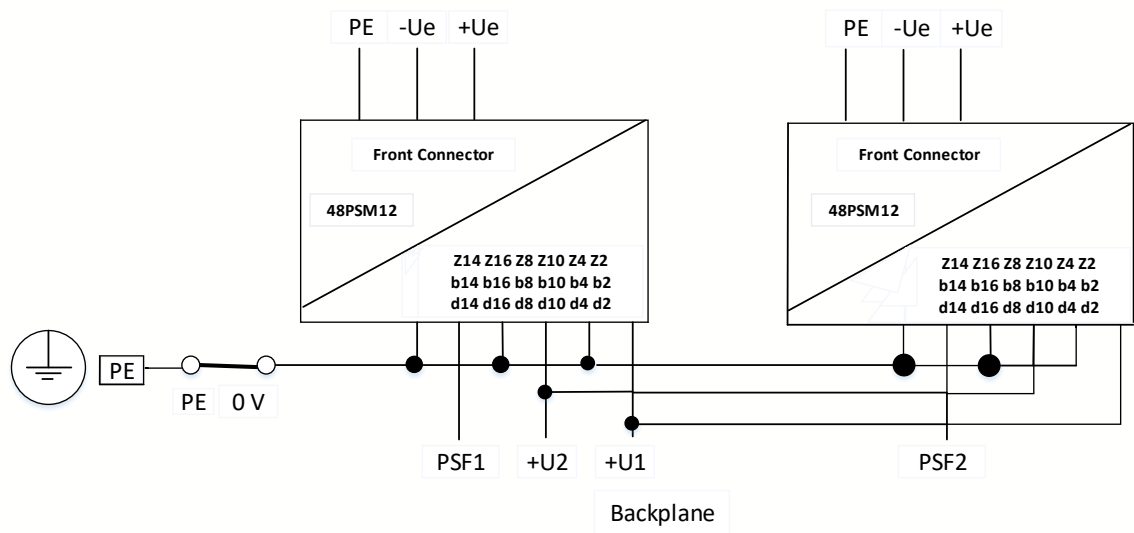 PE -Ue +Ue
PE -Ue +Ue
Front Connector
48PSM12
Z14 Z16 Z8 Z10 Z4 Z2
b14 b16 b8 b10 b4 b2
d14 d16 d8 d10 d4 d2
Front Connector
48PSM12
Z14 Z16 Z8 Z10 Z4 Z2
b14 b16 b8 b10 b4 b2
d14 d16 d8 d10 d4 d2
PE
PE 0 V
PSF1 +U2 +U1
PSF2
Backplane